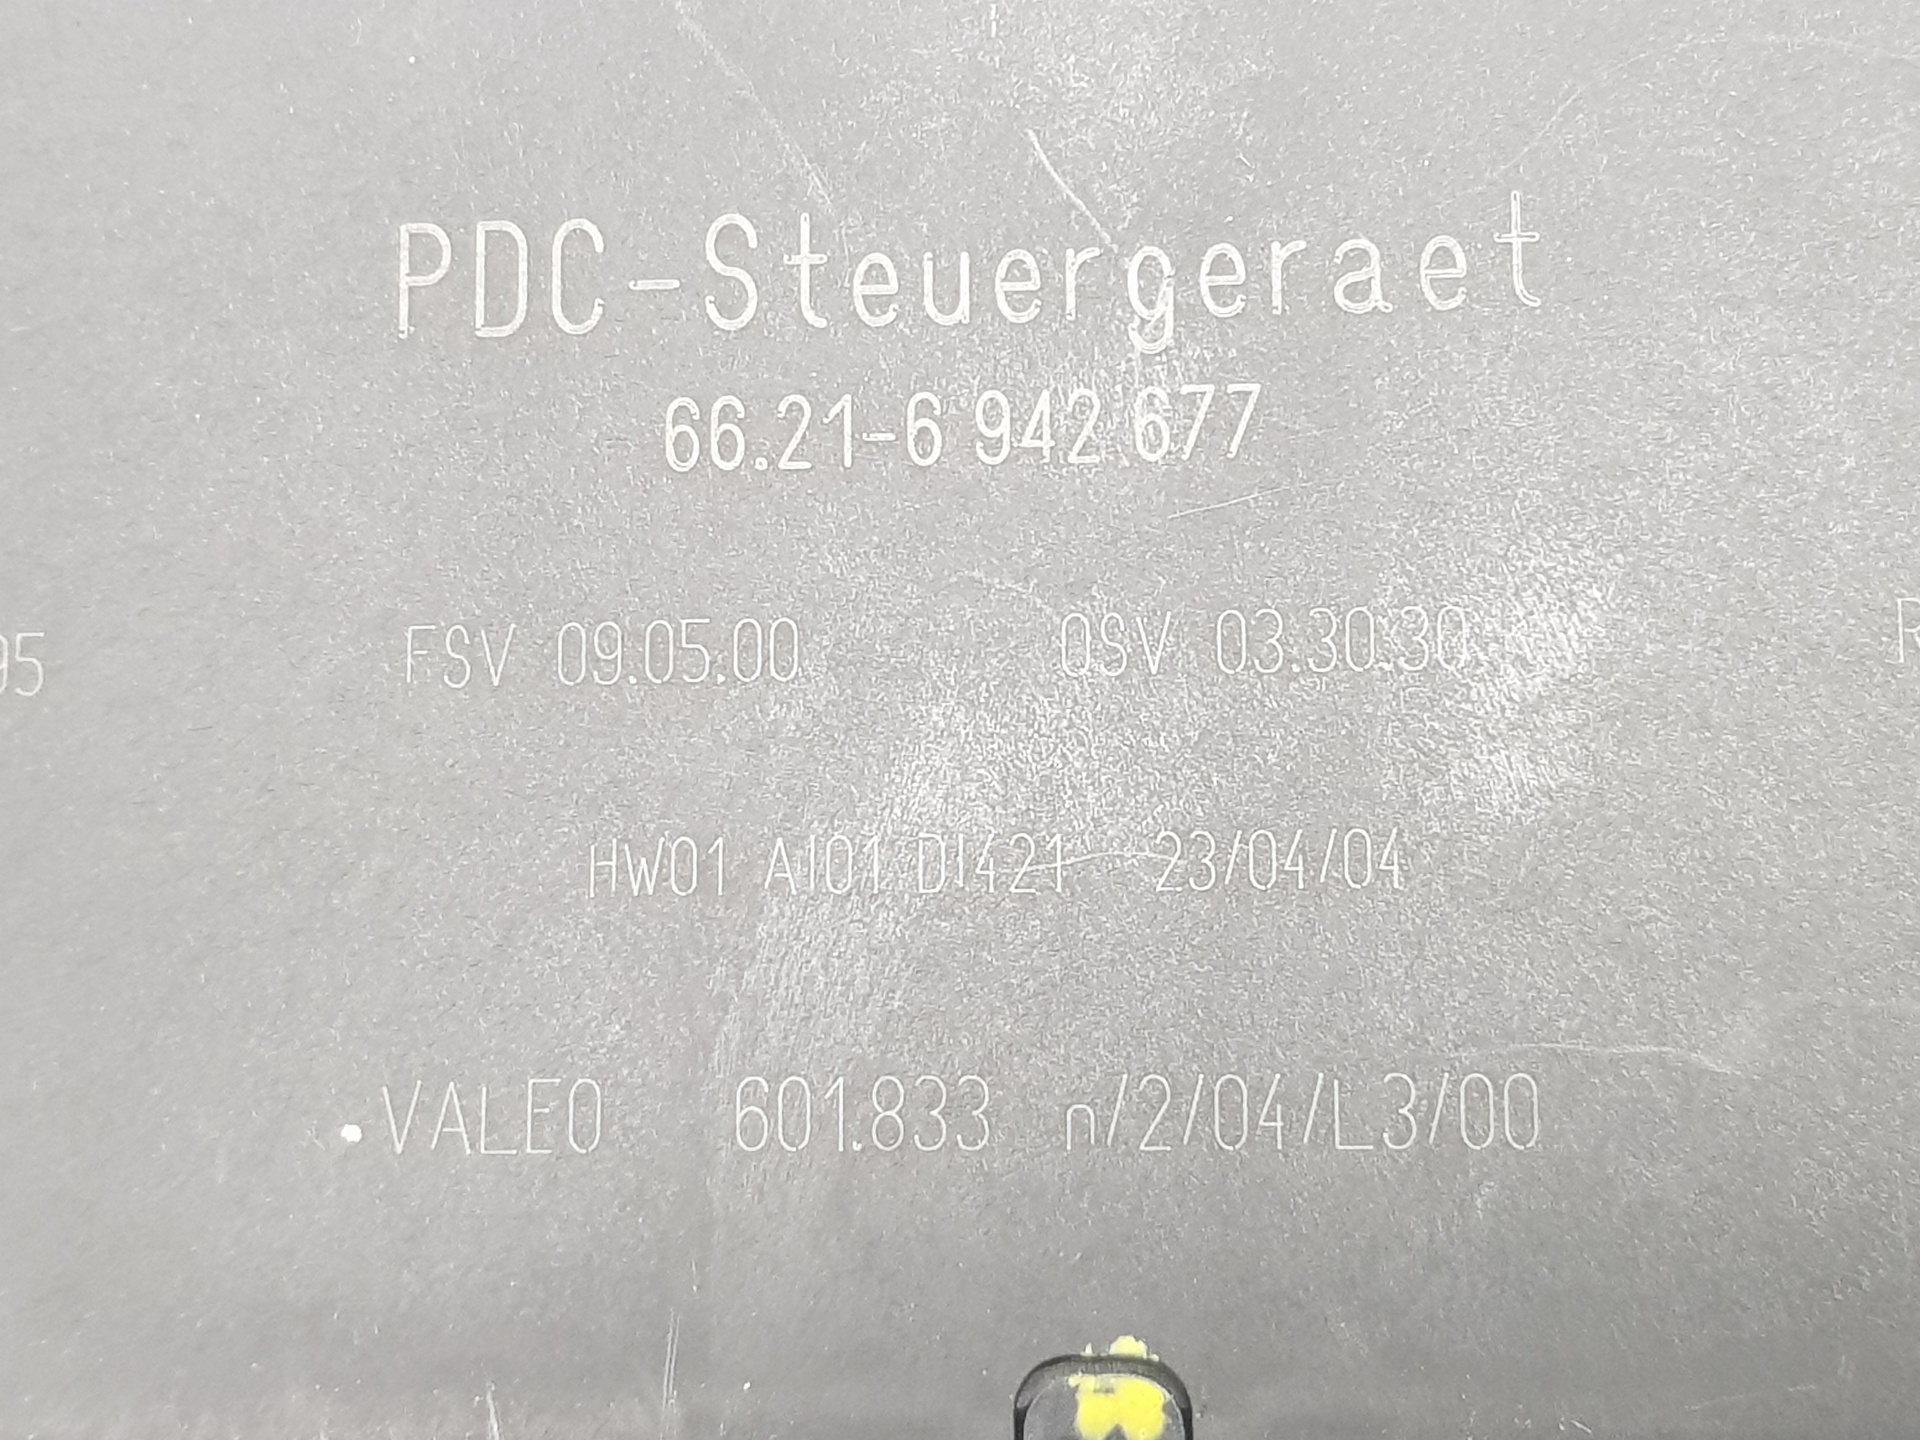 PDC-Steuergeraet
66.21-6 942 677
95 FSV 09.05.00 OSV 03.30.30 R
HW01 AI01 DI421 23/04/04
VALEO 601.833 n/2/04/L3/00